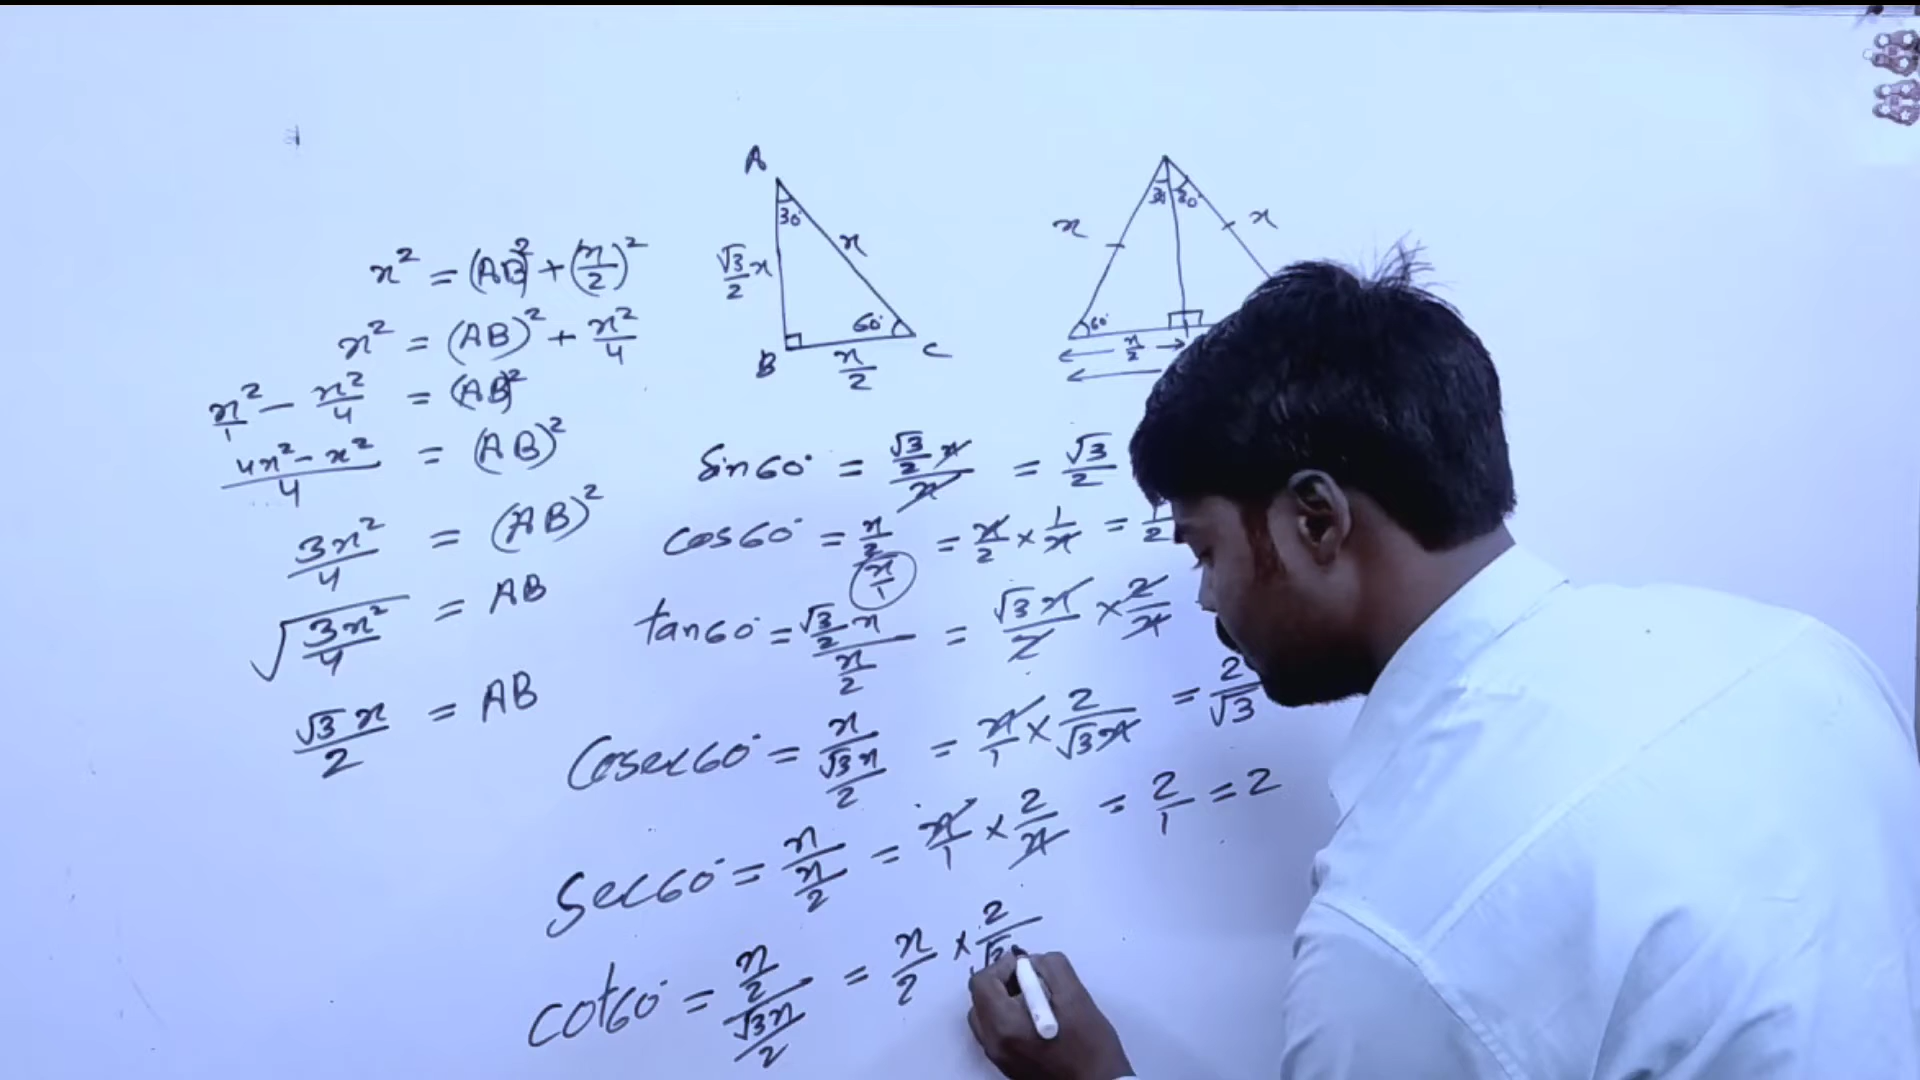 x² = (AB)² + (x/2)²
x² = (AB)² + x²/4
x²/1 - x²/4 = (AB)²
4x² - x²/4 = (AB)²
3x²/4 = (AB)²
√3x²/4 = AB
√3x/2 = AB
A
30°
√3/2 x
x
60°
B
x/2
C
x
30
x
60°
x/2
sin60° = √3/2 x/x = √3/2
cos60° = x/2/x/1 = x/2 × 1/x = 1/2
tan60° = √3/2 x/x/2 = √3x/2 × 2/x
Cosec60° = x/√3x/2 = x/1 × 2/√3x = 2/√3
Sec60° = x/x/2 = x/1 × 2/x = 2/1 = 2
cot60° = x/2/√3x/2 = x/2 × 2/√3